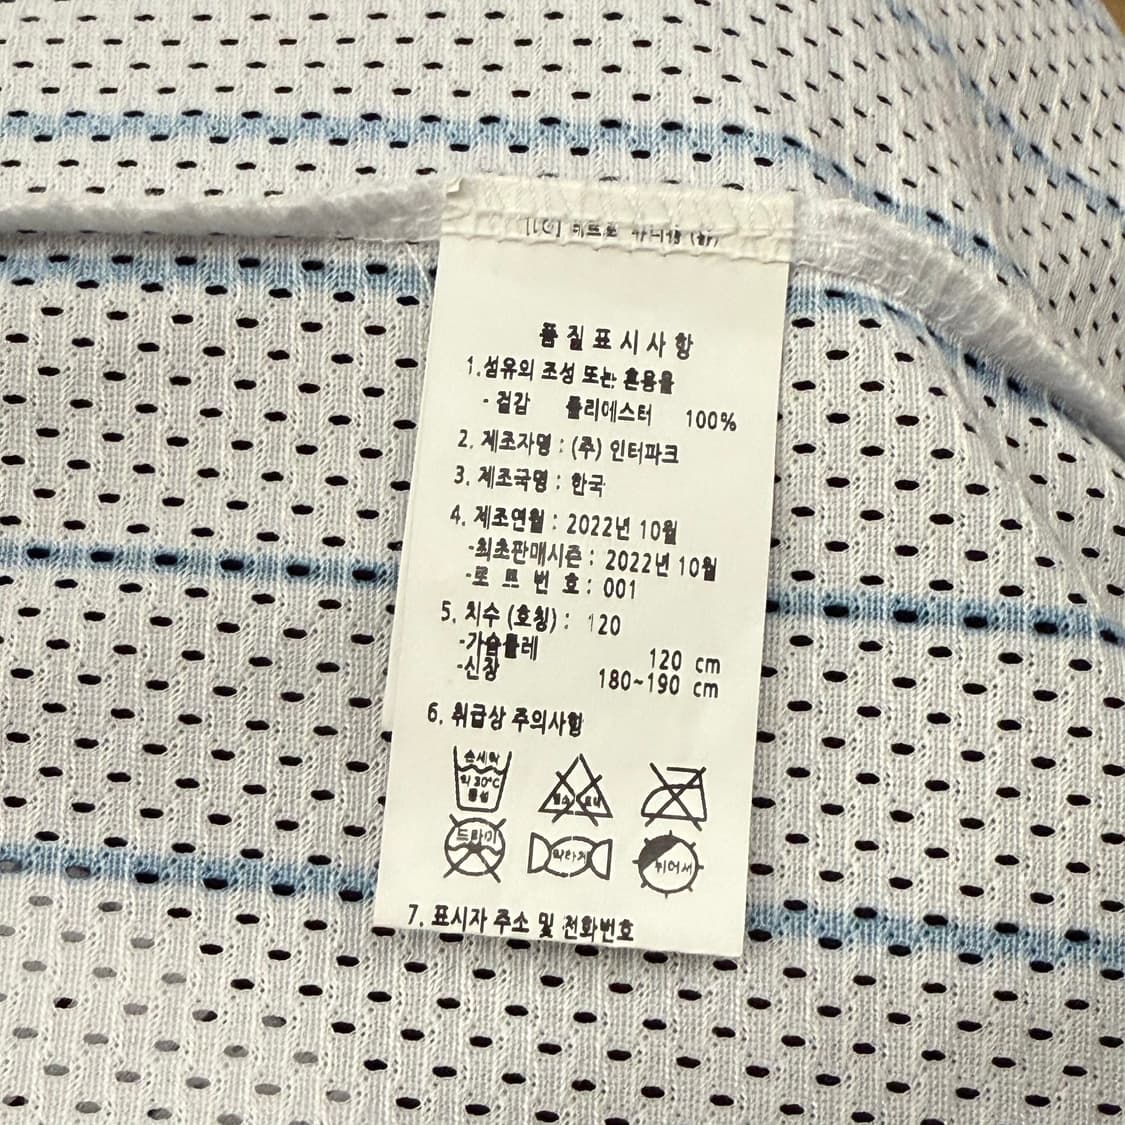 품질표시사항
1.섬유의 조성 또는 혼용율
- 겉감 폴리에스터 100%
2. 제조자명 : (주) 인터파크
3. 제조국명 : 한국
4. 제조연월 : 2022년 10월
-최초판매시즌 : 2022년 10월
-로 트 번 호 : 001
5. 치수 (호칭) : 120
-가슴둘레 120 cm
-신장 180~190 cm
6. 취급상 주의사항
손세탁
약 30℃
중성
드라이
약하게
뉘어서
7. 표시자 주소 및 전화번호